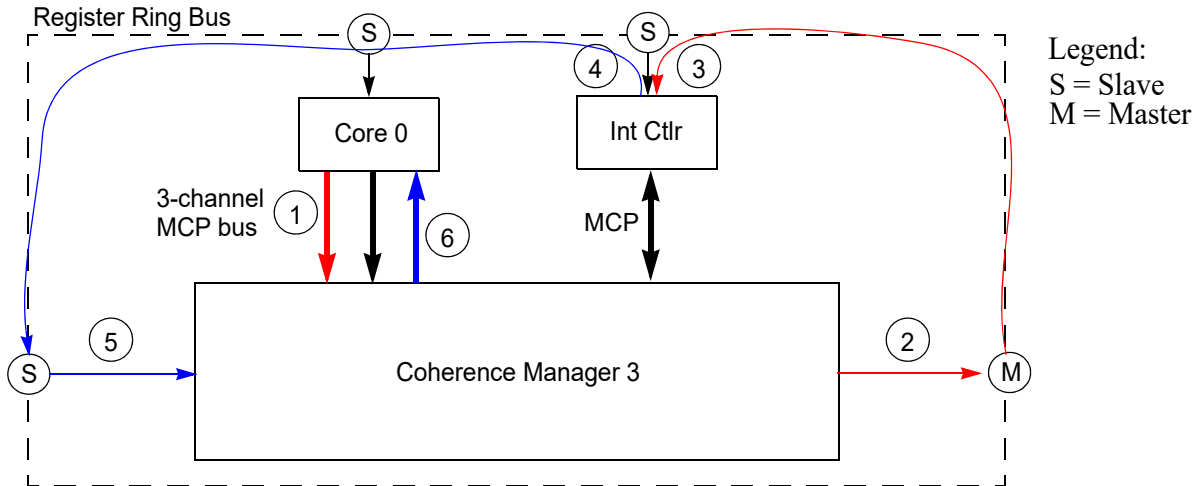 Register Ring Bus
S
S
Legend:
S = Slave
M = Master
4
3
Core 0
Int Ctlr
3-channel
MCP bus
1
6
MCP
5
2
S
Coherence Manager 3
M